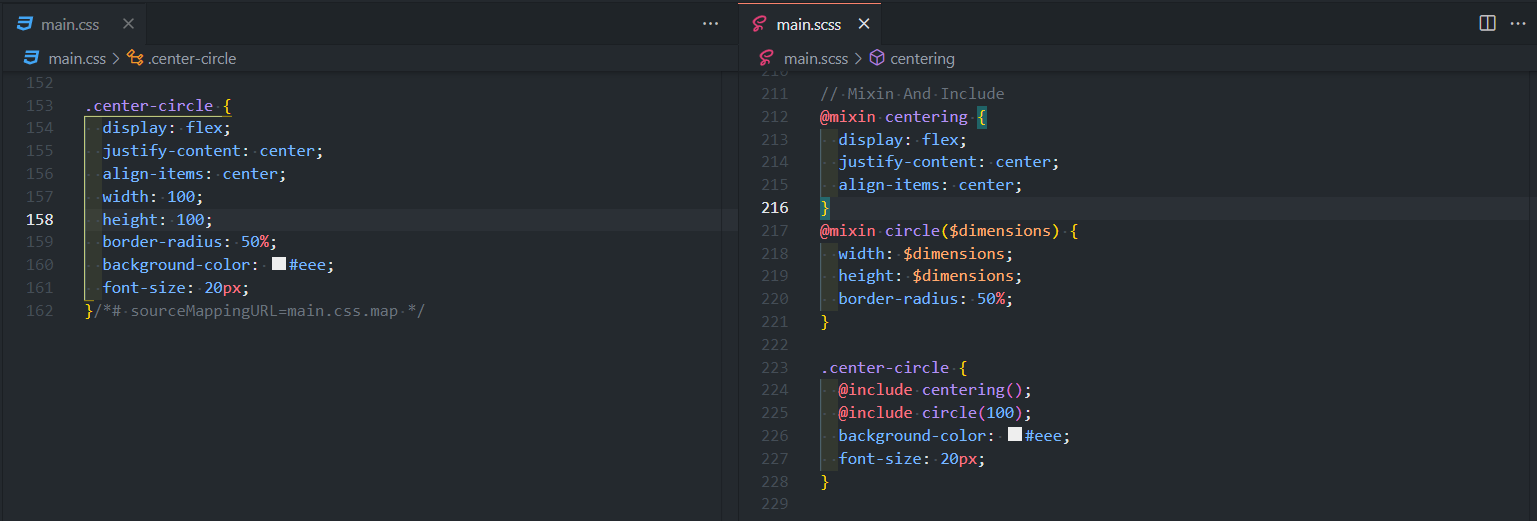 main.css
main.css > .center-circle
152
153 .center-circle {
154   display: flex;
155   justify-content: center;
156   align-items: center;
157   width: 100;
158   height: 100;
159   border-radius: 50%;
160   background-color: #eee;
161   font-size: 20px;
162 }/*# sourceMappingURL=main.css.map */
main.scss
main.scss > centering
210
211 // Mixin And Include
212 @mixin centering {
213   display: flex;
214   justify-content: center;
215   align-items: center;
216 }
217 @mixin circle($dimensions) {
218   width: $dimensions;
219   height: $dimensions;
220   border-radius: 50%;
221 }
222
223 .center-circle {
224   @include centering();
225   @include circle(100);
226   background-color: #eee;
227   font-size: 20px;
228 }
229